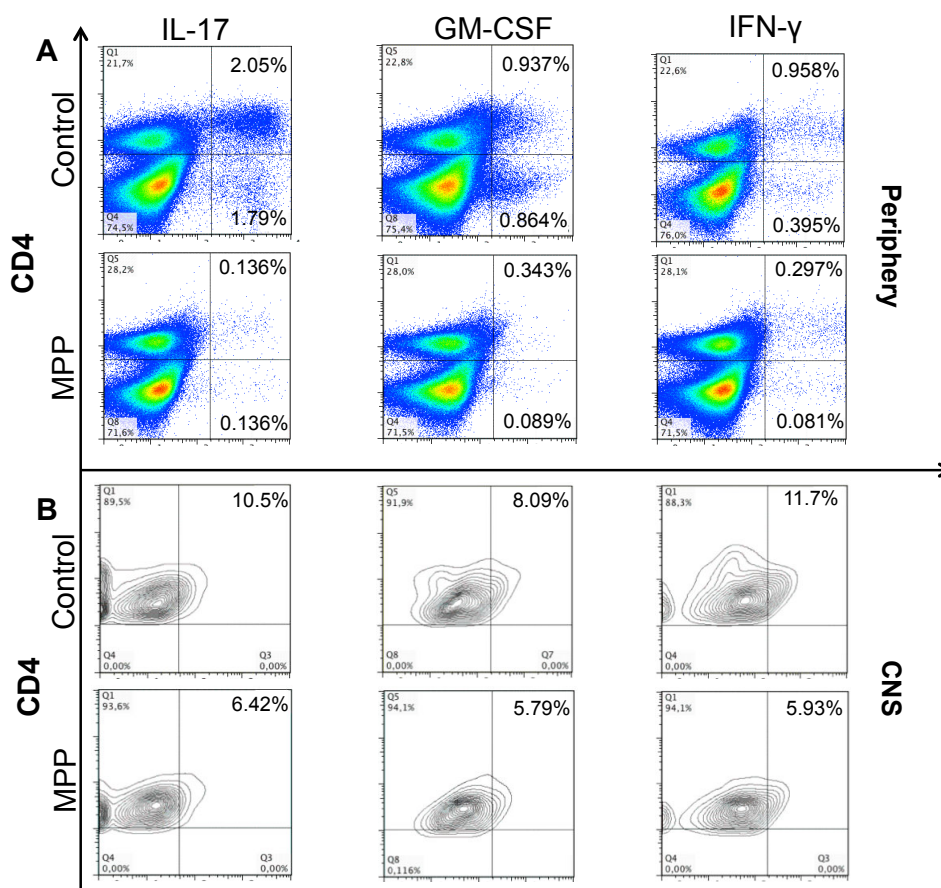 IL-17
GM-CSF
IFN-γ
A
Control
Q1
21,7%
2.05%
Q4
74,5%
1.79%
Q5
22,8%
0.937%
Q8
75,4%
0.864%
Q1
22,6%
0.958%
Q4
76,0%
0.395%
Periphery
CD4
MPP
Q5
28,2%
0.136%
Q8
71,6%
0.136%
Q1
28,0%
0.343%
Q4
71,5%
0.089%
Q1
28,1%
0.297%
Q4
71,5%
0.081%
B
Control
Q1
89,5%
10.5%
Q4
0,00%
Q3
0,00%
Q5
91,9%
8.09%
Q8
0,00%
Q7
0,00%
Q1
88,3%
11.7%
Q4
0,00%
Q3
0,00%
CD4
CNS
MPP
Q1
93,6%
6.42%
Q4
0,00%
Q3
0,00%
Q5
94,1%
5.79%
Q8
0,116%
Q1
94,1%
5.93%
Q4
0,00%
Q3
0,00%